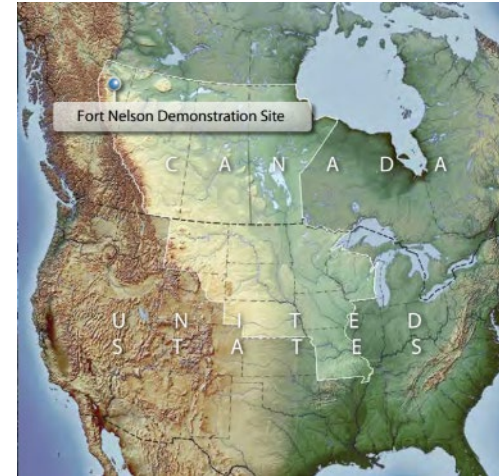 Fort Nelson Demonstration Site
C A N A D A
U N I T E D
S T A T E S